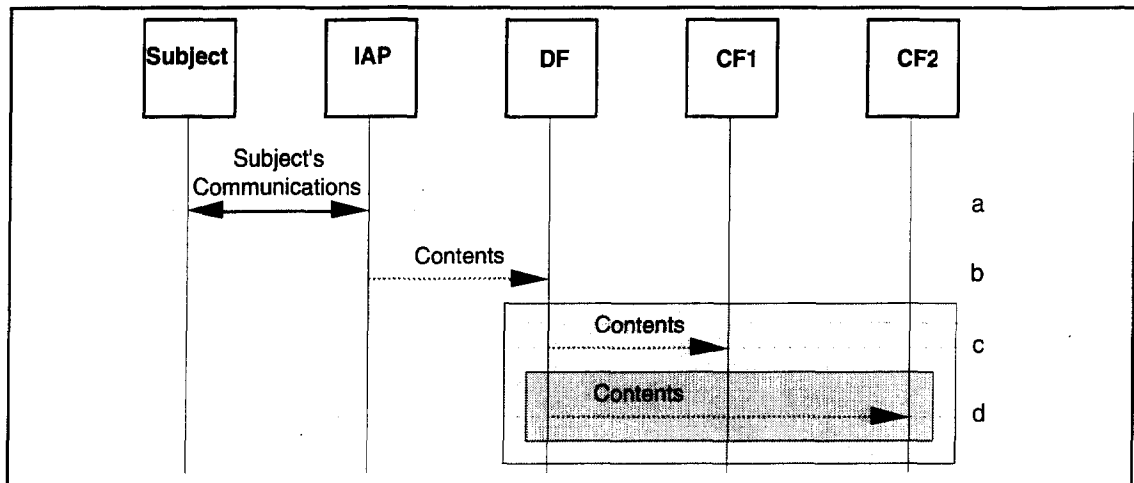 Subject IAP DF CF1 CF2
Subject's
Communications
a
Contents
b
Contents
c
Contents
d